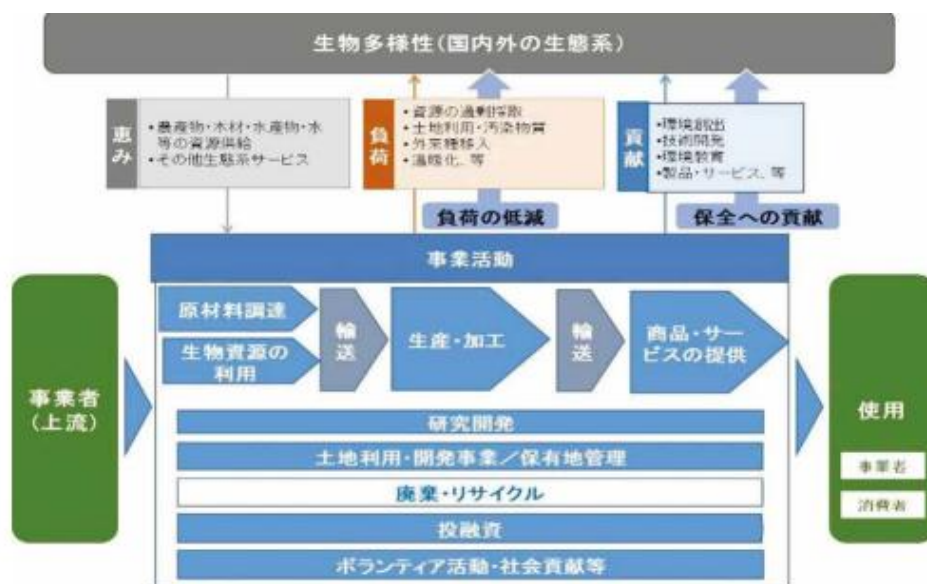 生物多様性(国内外の生態系)
恵み
・農産物・木材・水産物・水
等の資源供給
・その他生態系サービス
負荷
・資源の過剰採取
・土地利用・汚染物質
・外来種移入
・温暖化、等
貢献
・環境創出
・技術開発
・環境教育
・製品・サービス、等
負荷の低減
保全への貢献
事業活動
事業者
(上流)
原材料調達
生物資源の
利用
輸送
生産・加工
輸送
商品・サー
ビスの提供
使用
事業者
消費者
研究開発
土地利用・開発事業/保有地管理
廃棄・リサイクル
投融資
ボランティア活動・社会貢献等